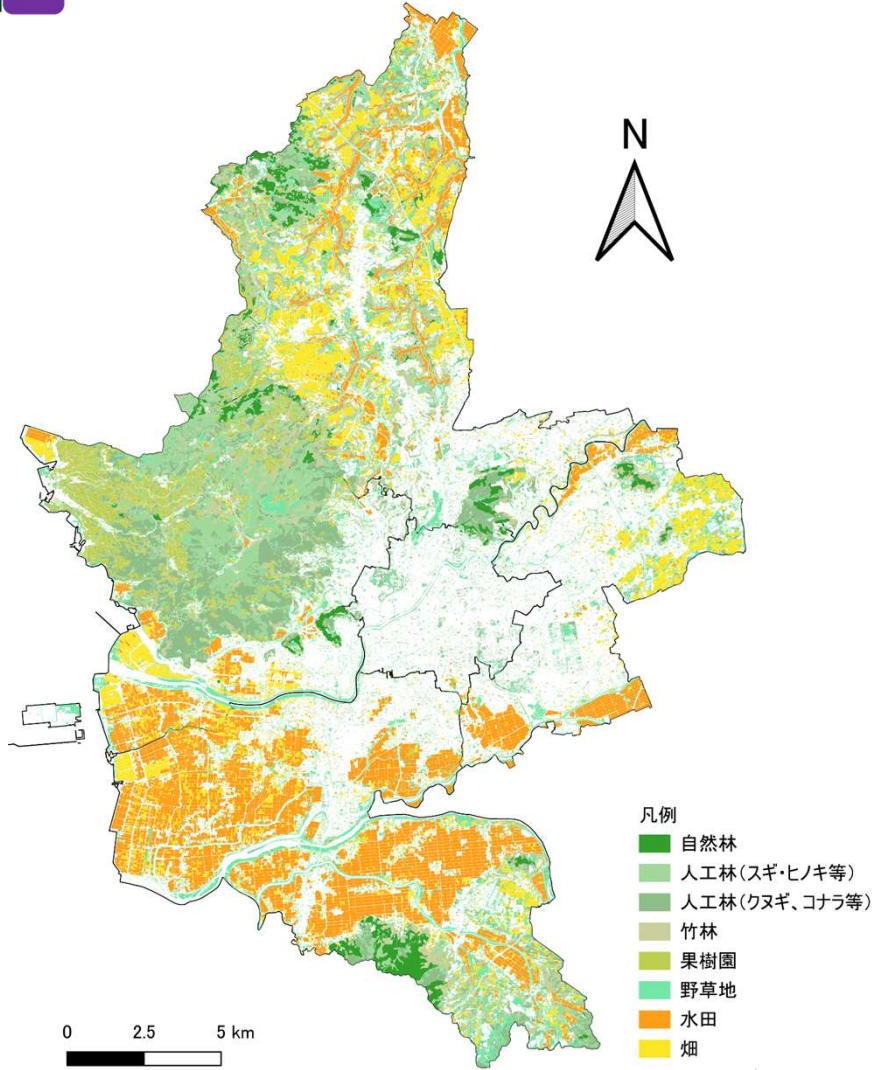 N
凡例
自然林
人工林(スギ・ヒノキ等)
人工林(クヌギ、コナラ等)
竹林
果樹園
野草地
水田
畑
0 2.5 5 km